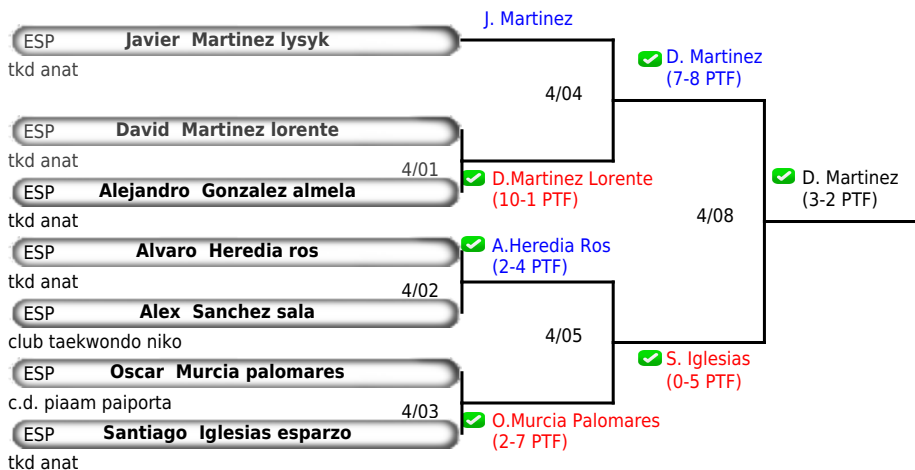 J. Martinez
ESP Javier Martinez lysyk
tkd anat
D. Martinez
(7-8 PTF)
4/04
ESP David Martinez lorente
tkd anat
4/01
ESP Alejandro Gonzalez almela
tkd anat
D.Martinez Lorente
(10-1 PTF)
D. Martinez
(3-2 PTF)
4/08
ESP Alvaro Heredia ros
tkd anat
A.Heredia Ros
(2-4 PTF)
4/02
ESP Alex Sanchez sala
club taekwondo niko
4/05
S. Iglesias
(0-5 PTF)
ESP Oscar Murcia palomares
c.d. piaam paiporta
4/03
ESP Santiago Iglesias esparzo
tkd anat
O.Murcia Palomares
(2-7 PTF)